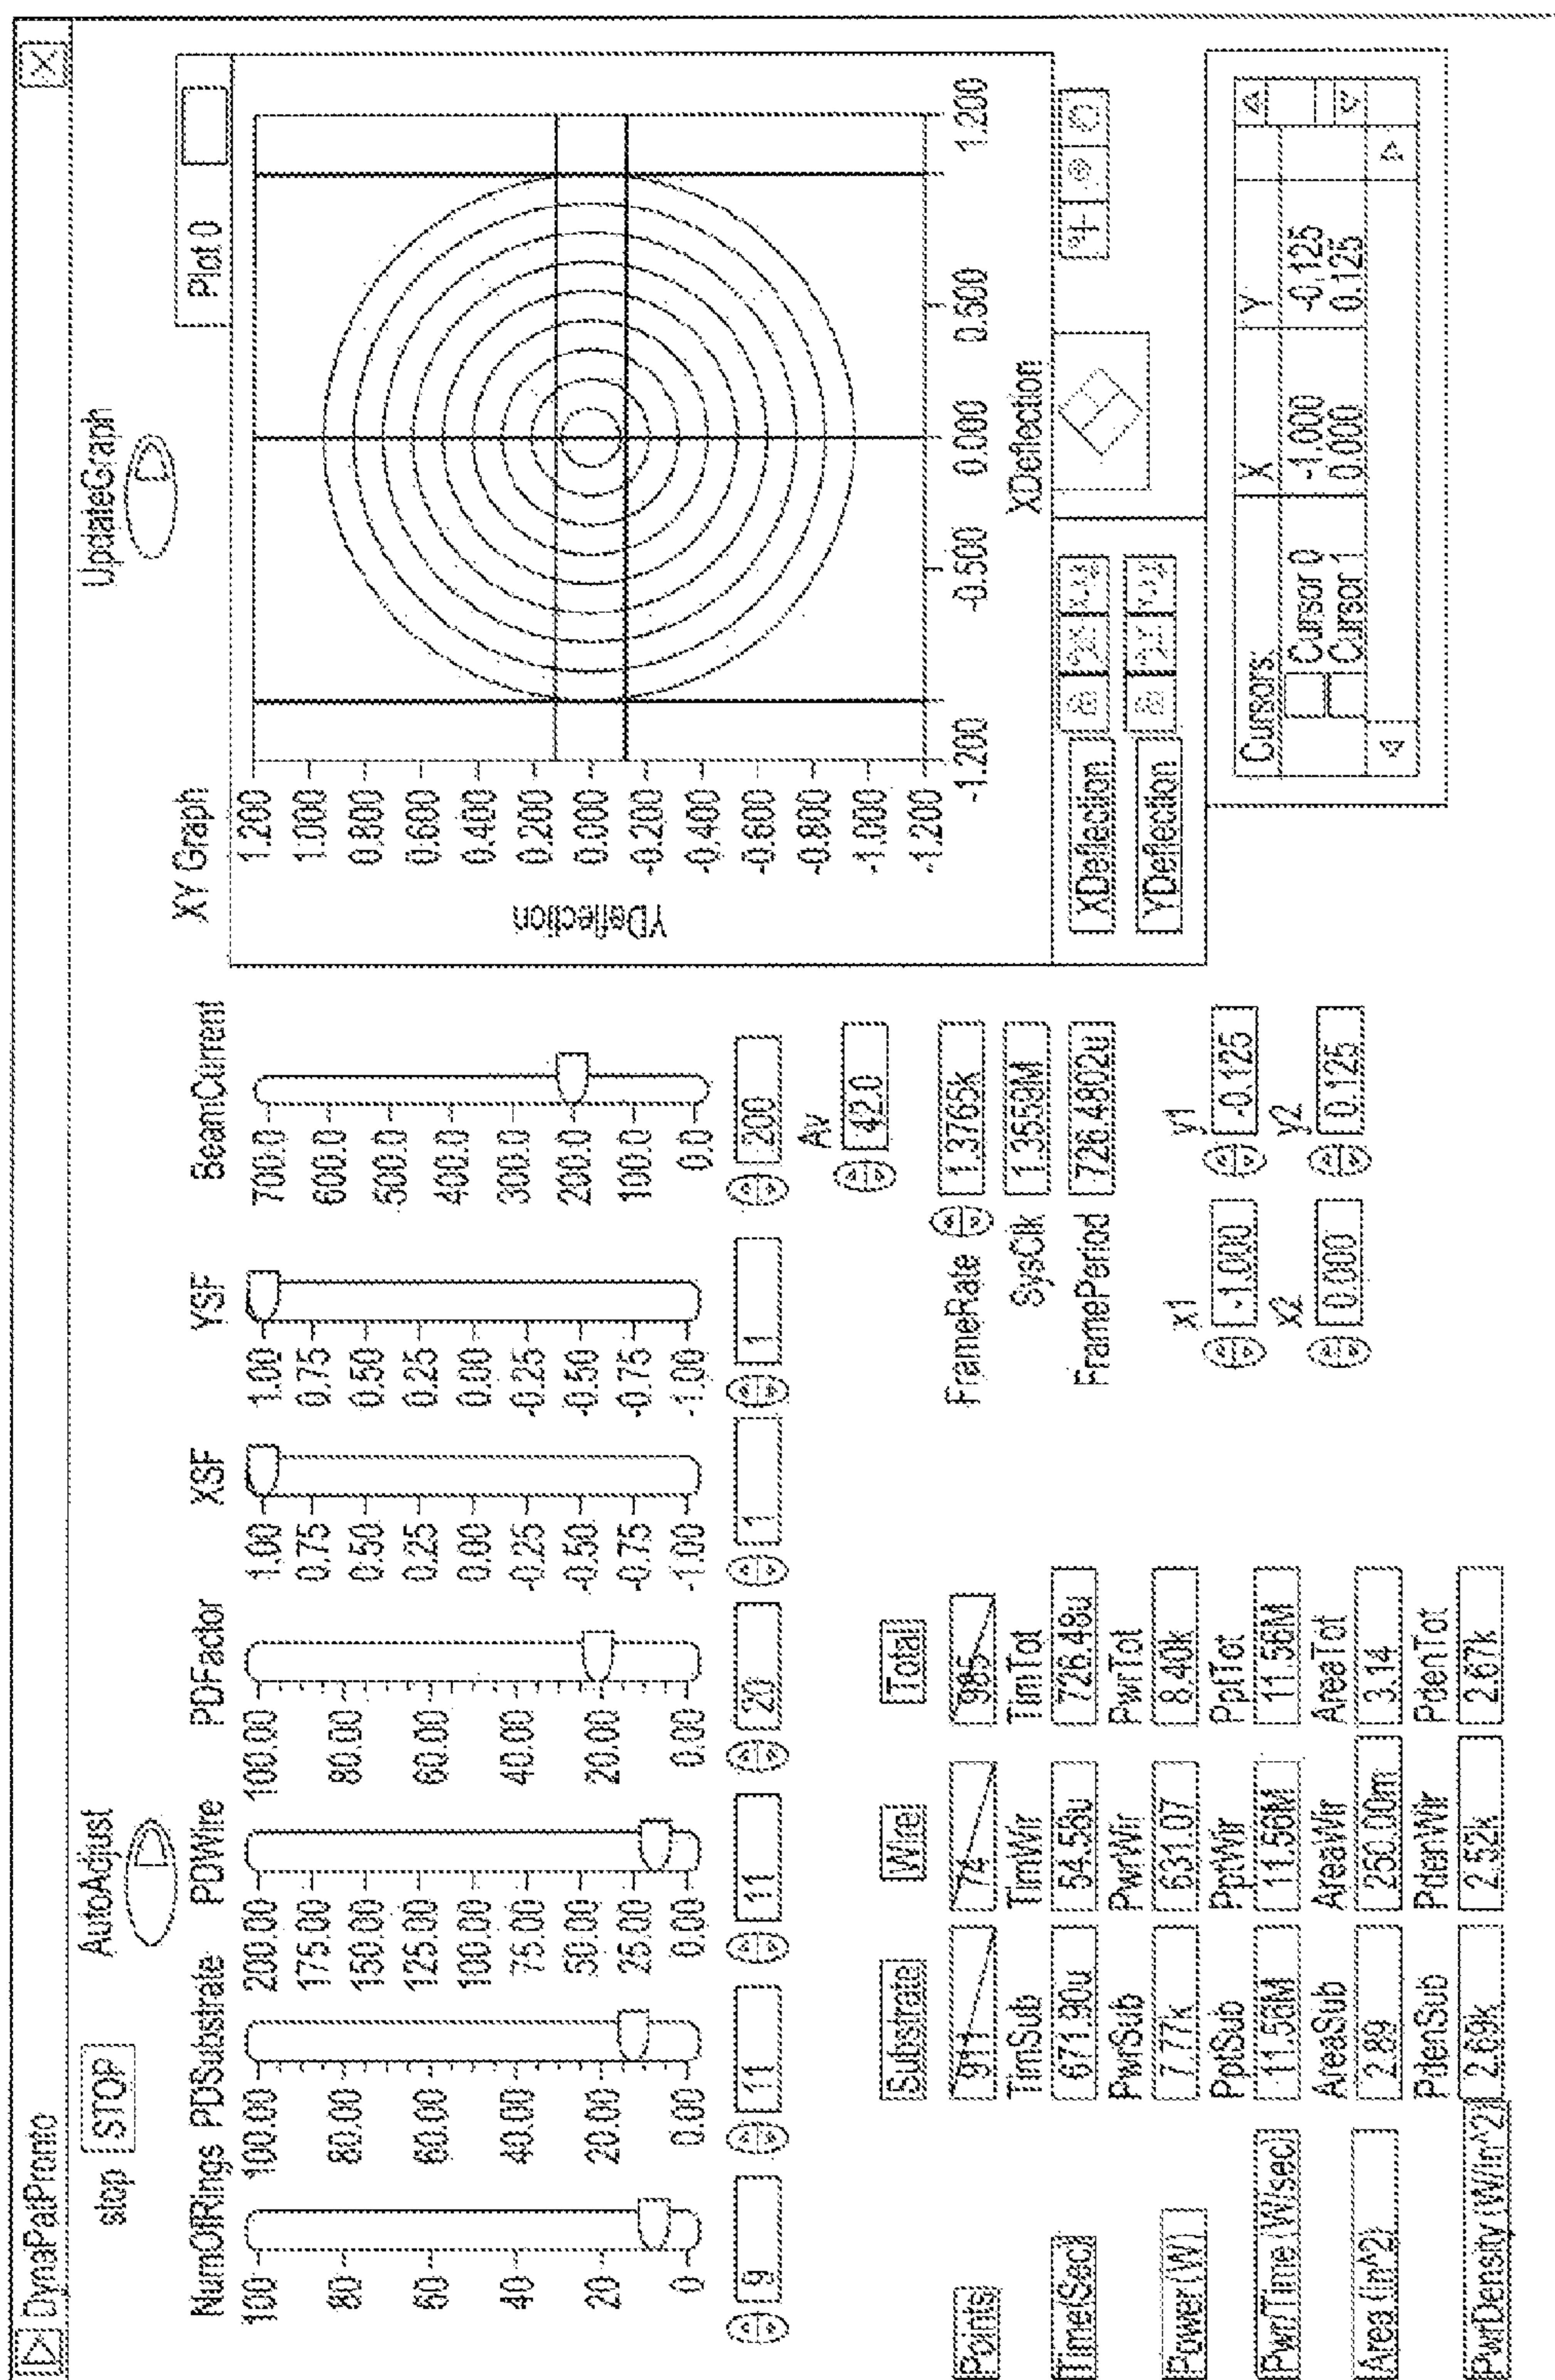 DynaPatPronto
stop STOP
AutoAdjust
UpdateGraph
NumOfRings PDSubstrate PDWire PDFactor XSF YSF BeamCurrent
100 100.00 200.00 100.00 1.00 1.00 700.0
80 80.00 175.00 80.00 0.75 0.75 600.0
60 60.00 150.00 60.00 0.50 0.50 500.0
40 40.00 125.00 40.00 0.25 0.25 400.0
20 20.00 100.00 20.00 0.00 0.00 300.0
0 0.00 75.00 0.00 -0.25 -0.25 200.0
50.00 -0.50 -0.50 100.0
25.00 -0.75 -0.75 0.0
0.00 -1.00 -1.00
9 11 11 20 1 1 200
Av
42.0
Substrate Wire Total
Points 911 74 985
TimSub TimWir TimTot
Time(Sec) 671.90u 54.58u 726.48u
PwrSub PwrWir PwrTot
Power(W) 7.77k 631.07 8.40k
PptSub PptWir PptTot
Pwr/Time (W/sec) 11.56M 11.56M 11.56M
AreaSub AreaWir AreaTot
Area (in^2) 2.89 250.00m 3.14
PdenSub PdenWir PdenTot
PwrDensity (W/in^2) 2.69k 2.52k 2.67k
FrameRate 1.3765k
SysClk 1.3559M
FramePeriod 726.4802u
x1 y1
-1.000 -0.125
x2 y2
0.000 0.125
XY Graph
Plot 0
YDeflection
1.200
1.000
0.800
0.600
0.400
0.200
0.000
-0.200
-0.400
-0.600
-0.800
-1.000
-1.200
-1.200 -0.500 0.000 0.500 1.200
XDeflection
XDeflection
YDeflection
Cursors: X Y
Cursor 0 -1.000 -0.125
Cursor 1 0.000 0.125